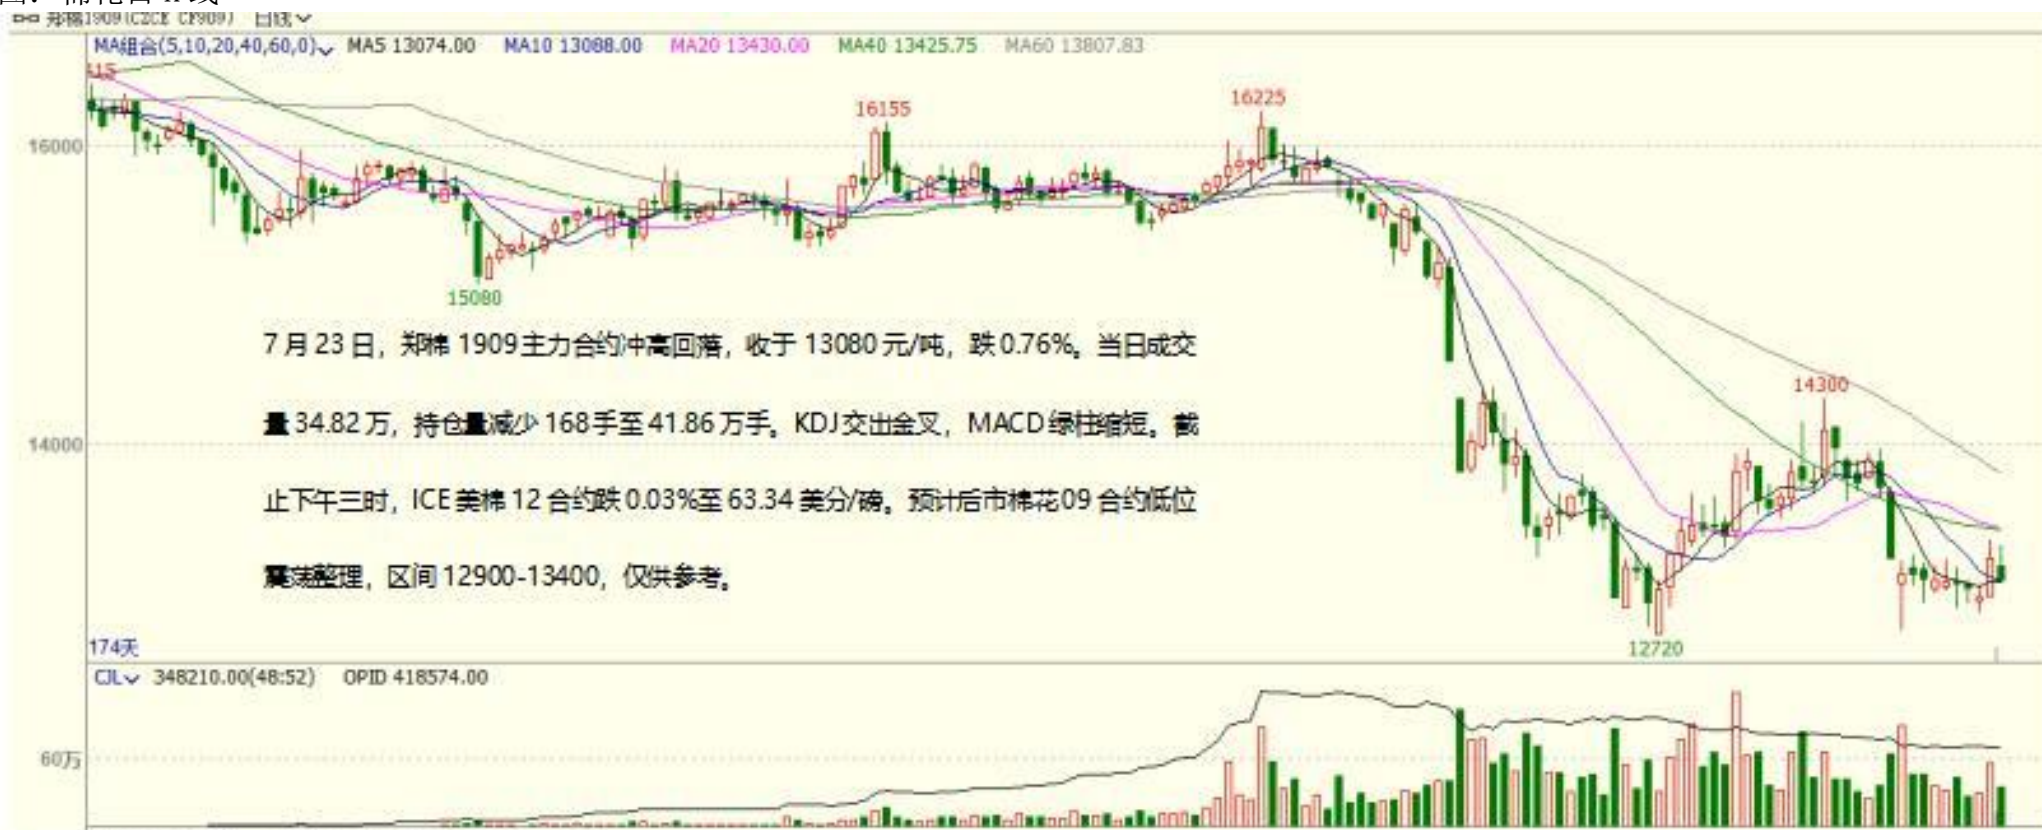 郑棉1909(CZCE CF909) 日线
MA组合(5,10,20,40,60,0) MA5 13074.00 MA10 13088.00 MA20 13430.00 MA40 13425.75 MA60 13807.83
16155
16225
16000
15080
7月23日，郑棉1909主力合约冲高回落，收于13080元/吨，跌0.76%。当日成交
量34.82万，持仓量减少168手至41.86万手。KDJ交出金叉，MACD绿柱缩短。截
14300
14000
止下午三时，ICE美棉12合约跌0.03%至63.34美分/磅。预计后市棉花09合约低位
震荡整理，区间12900-13400，仅供参考。
174天
12720
CJL 348210.00(48:52) OPID 418574.00
60万